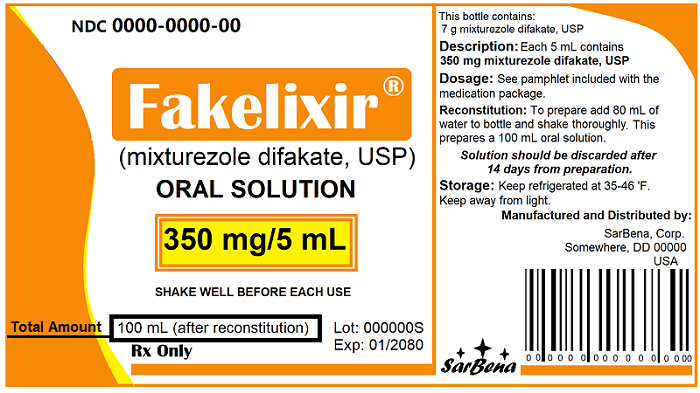 NDC 0000-0000-00
Fakelixir®
(mixturezole difakate, USP)
ORAL SOLUTION
350 mg/5 mL
SHAKE WELL BEFORE EACH USE
Total Amount 100 mL (after reconstitution)
Rx Only
Lot: 000000S
Exp: 01/2080
This bottle contains:
7 g mixturezole difakate, USP
Description: Each 5 mL contains
350 mg mixturezole difakate, USP
Dosage: See pamphlet included with the
medication package.
Reconstitution: To prepare add 80 mL of
water to bottle and shake thoroughly. This
prepares a 100 mL oral solution.
Solution should be discarded after
14 days from preparation.
Storage: Keep refrigerated at 35-46 'F.
Keep away from light.
Manufactured and Distributed by:
SarBena, Corp.
Somewhere, DD 00000
USA
SarBena